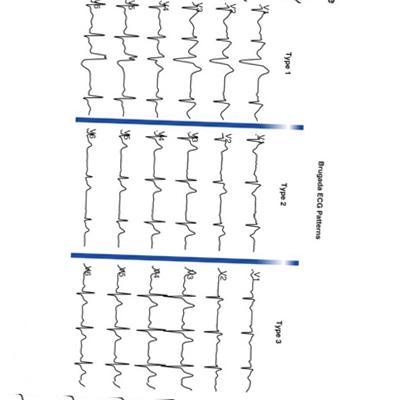 Brugada ECG Patterns
Type 1
Type 2
Type 3
V1
V1
V1
V2
V2
V2
V3
V3
V3
V4
V4
V4
V5
V5
V5
V6
V6
V6